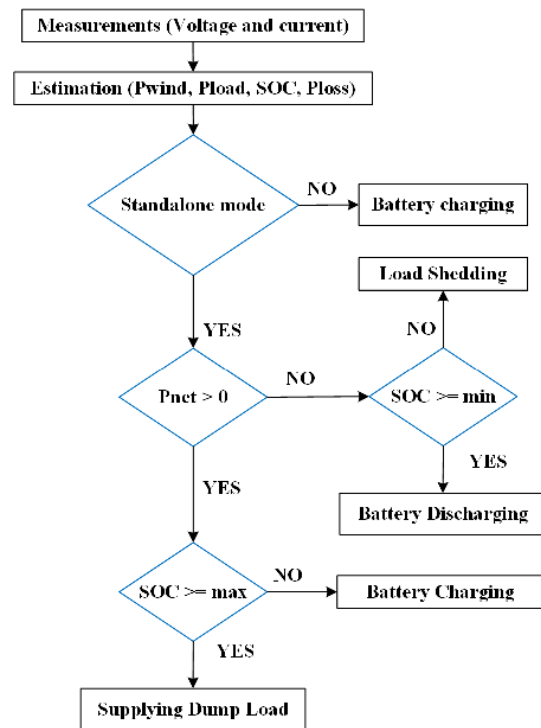 Measurements (Voltage and current)
Estimation (Pwind, Pload, SOC, Ploss)
Standalone mode
NO
Battery charging
Load Shedding
NO
YES
Pnet > 0
NO
SOC >= min
YES
YES
Battery Discharging
SOC >= max
NO
Battery Charging
YES
Supplying Dump Load